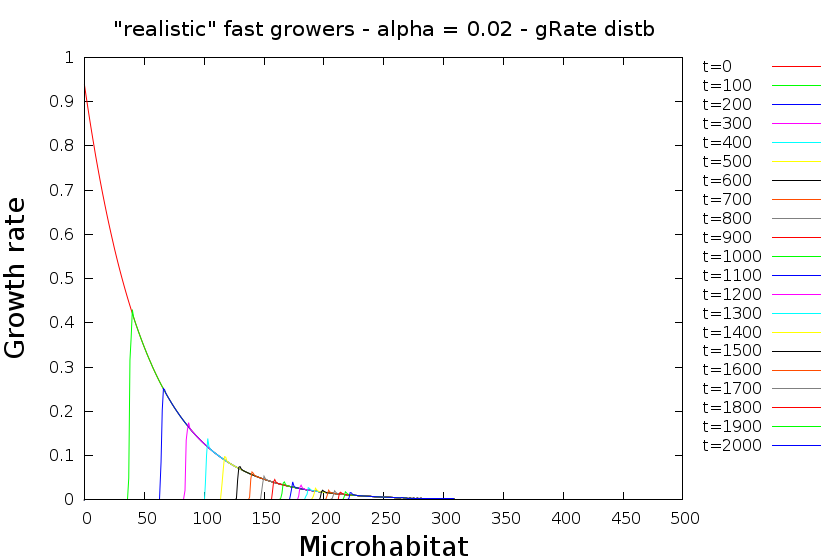 "realistic" fast growers - alpha = 0.02 - gRate distb
1
0.9
0.8
0.7
0.6
0.5
0.4
0.3
0.2
0.1
0
Growth rate
0 50 100 150 200 250 300 350 400 450 500
Microhabitat
t=0
t=100
t=200
t=300
t=400
t=500
t=600
t=700
t=800
t=900
t=1000
t=1100
t=1200
t=1300
t=1400
t=1500
t=1600
t=1700
t=1800
t=1900
t=2000